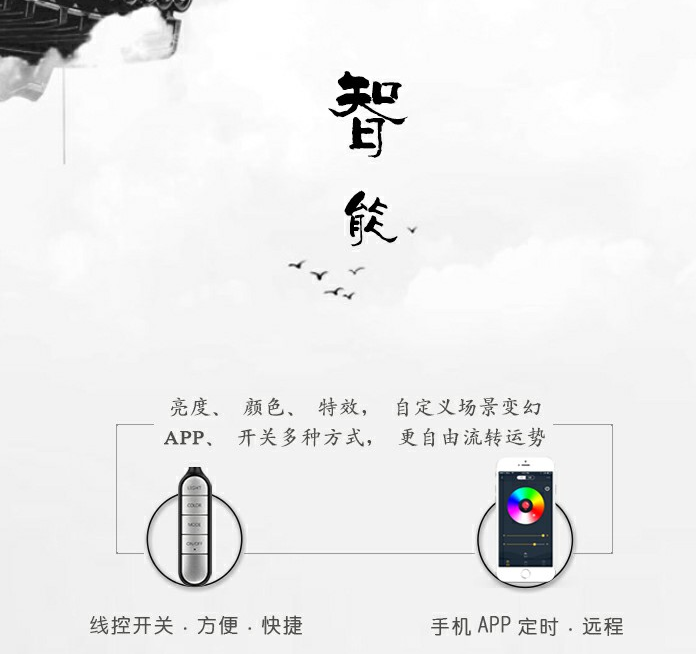 智
能
亮度、 颜色、 特效， 自定义场景变幻
APP、 开关多种方式， 更自由流转运势
LIGHT
COLOR
MODE
ON/OFF
线控开关 . 方便 . 快捷
手机 APP 定时 . 远程